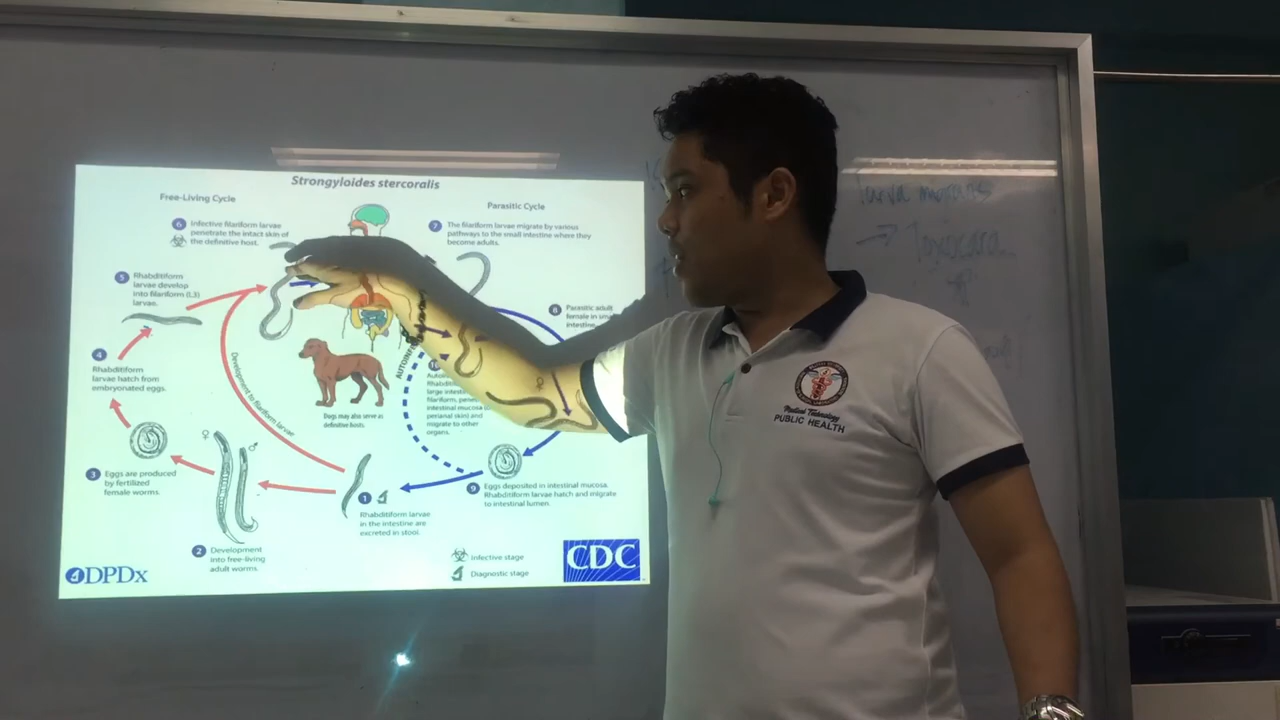 Strongyloides stercoralis
Free-Living Cycle
Parasitic Cycle
6 Infective filariform larvae
penetrate the intact skin of
the definitive host.
7 The filariform larvae migrate by various
pathways to the small intestine where they
become adults.
5 Rhabditiform
larvae develop
into filariform (L3)
larvae.
8 Parasitic adult
female in small
intestine.
4 Rhabditiform
larvae hatch from
embryonated eggs.
Development to filariform larvae
large
filariform,
intestinal mucosa
perianal skin) and
migrate to other
organs.
Dogs may also serve as
definitive hosts.
3 Eggs are produced
by fertilized
female worms.
9 Eggs deposited in intestinal mucosa.
Rhabditiform larvae hatch and migrate
to intestinal lumen.
1
Rhabditiform larvae
in the intestine are
excreted in stool.
2 Development
into free-living
adult worms.
Infective stage
Diagnostic stage
DPDx
CDC
larva migrans
→ Toxocara
Medical Technology
PUBLIC HEALTH